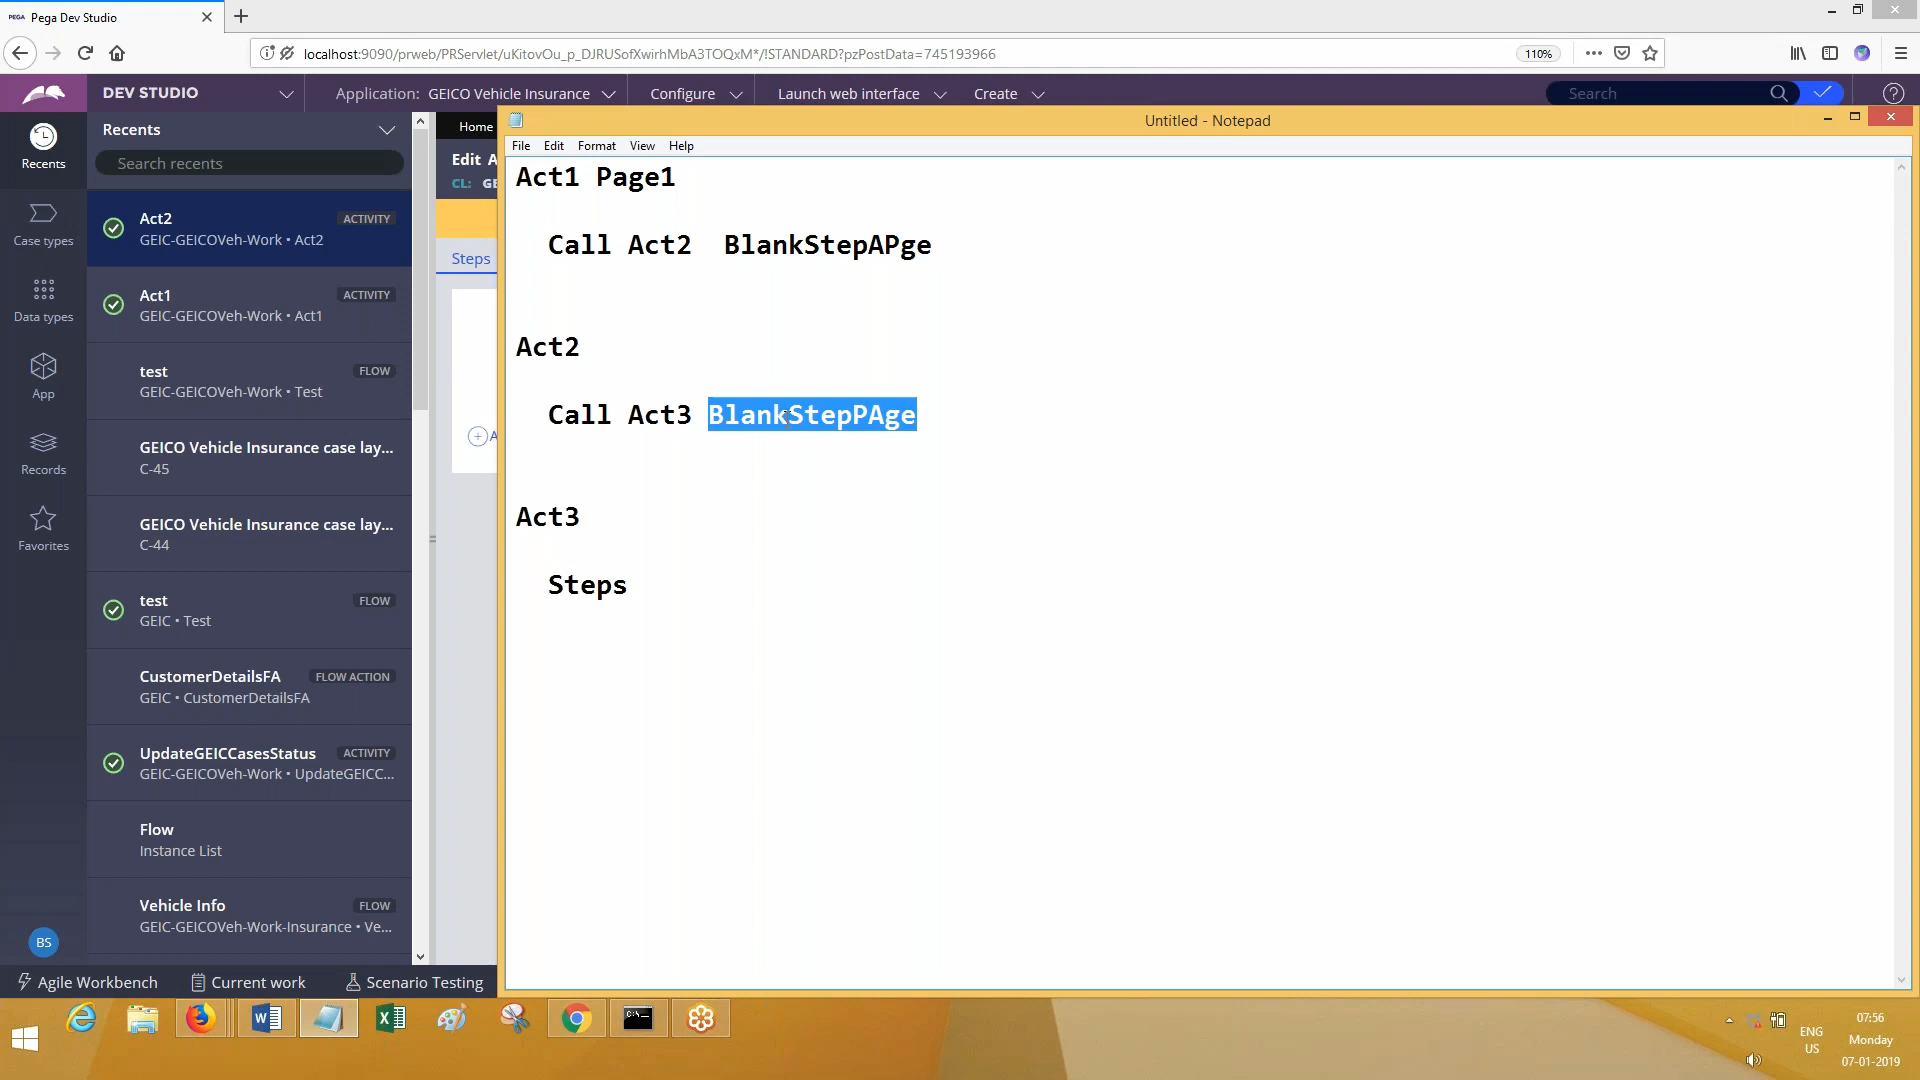 PEGA Pega Dev Studio
localhost:9090/prweb/PRServlet/uKitovOu_p_DJRUSofXwirhMbA3TOQxM*/!STANDARD?pzPostData=745193966
110%
DEV STUDIO
Application: GEICO Vehicle Insurance
Configure
Launch web interface
Create
Search
Recents
Case types
Data types
App
Records
Favorites
BS
Recents
Search recents
Act2 ACTIVITY
GEIC-GEICOVeh-Work • Act2
Act1 ACTIVITY
GEIC-GEICOVeh-Work • Act1
test FLOW
GEIC-GEICOVeh-Work • Test
GEICO Vehicle Insurance case lay...
C-45
GEICO Vehicle Insurance case lay...
C-44
test FLOW
GEIC • Test
CustomerDetailsFA FLOW ACTION
GEIC • CustomerDetailsFA
UpdateGEICCasesStatus ACTIVITY
GEIC-GEICOVeh-Work • UpdateGEICC...
Flow
Instance List
Vehicle Info FLOW
GEIC-GEICOVeh-Work-Insurance • Ve...
Agile Workbench
Current work
Scenario Testing
Home
Edit A
CL: GE
Steps
A
Untitled - Notepad
File Edit Format View Help
Act1 Page1
Call Act2 BlankStepAPge
Act2
Call Act3 BlankStepPAge
Act3
Steps
ENG
US
07:56
Monday
07-01-2019